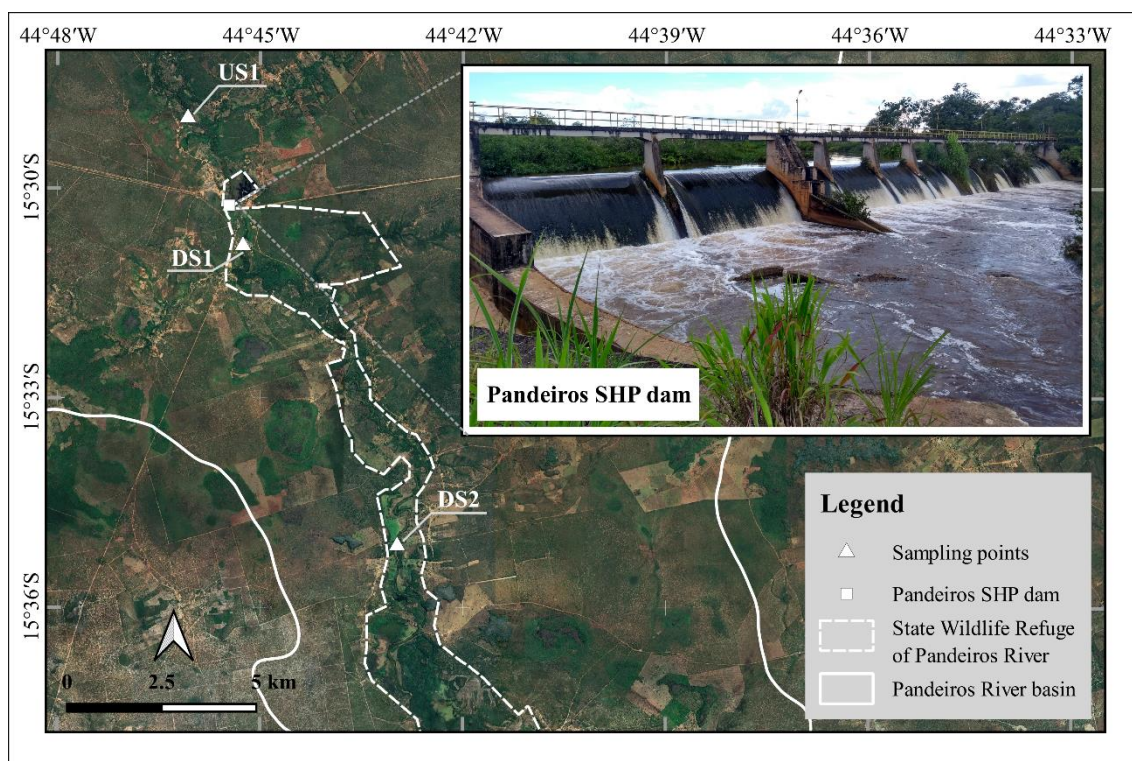 44°48'W 44°45'W 44°42'W 44°39'W 44°36'W 44°33'W
US1
15°30'S
DS1
15°33'S
Pandeiros SHP dam
DS2
15°36'S
Legend
Sampling points
Pandeiros SHP dam
State Wildlife Refuge
of Pandeiros River
Pandeiros River basin
0 2.5 5 km